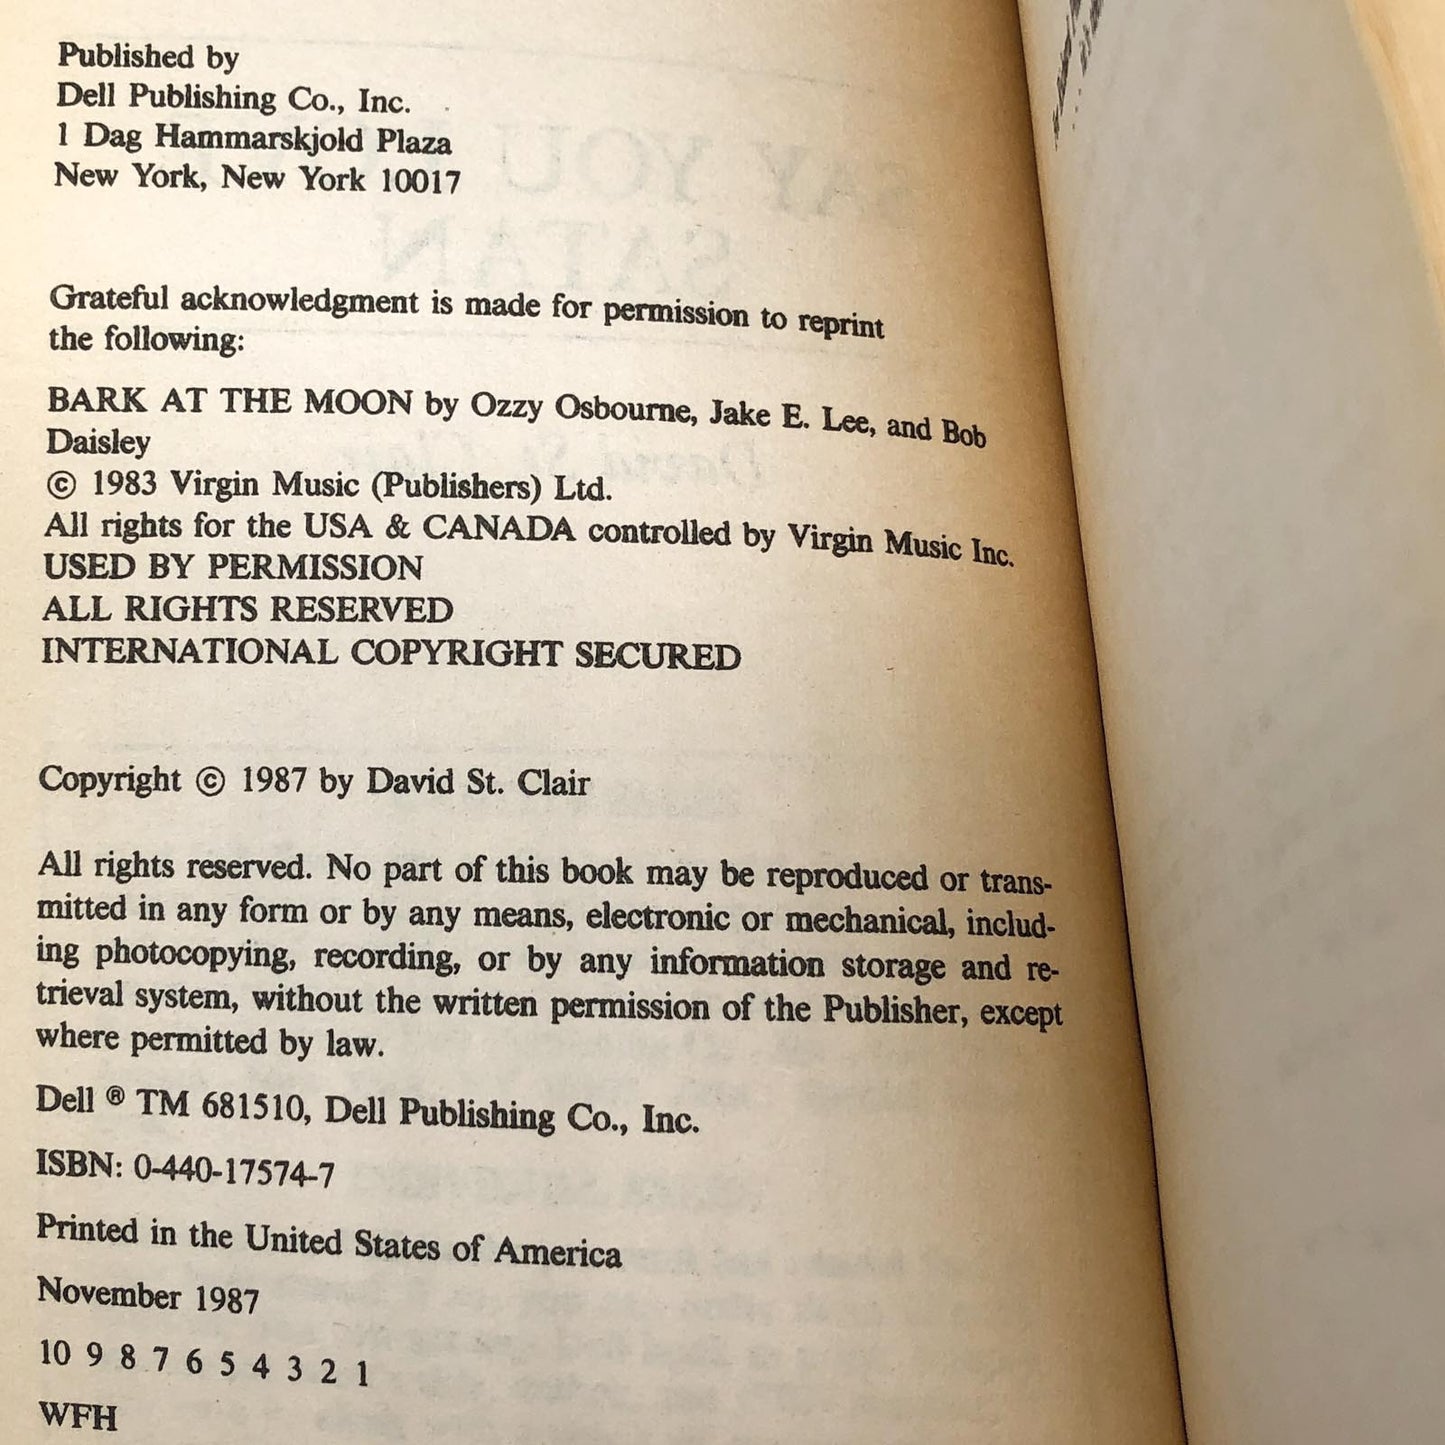 Published by
Dell Publishing Co., Inc.
1 Dag Hammarskjold Plaza
New York, New York 10017
Grateful acknowledgment is made for permission to reprint
the following:
BARK AT THE MOON by Ozzy Osbourne, Jake E. Lee, and Bob
Daisley
© 1983 Virgin Music (Publishers) Ltd.
All rights for the USA & CANADA controlled by Virgin Music Inc.
USED BY PERMISSION
ALL RIGHTS RESERVED
INTERNATIONAL COPYRIGHT SECURED
Copyright © 1987 by David St. Clair
All rights reserved. No part of this book may be reproduced or trans-
mitted in any form or by any means, electronic or mechanical, includ-
ing photocopying, recording, or by any information storage and re-
trieval system, without the written permission of the Publisher, except
where permitted by law.
Dell ® TM 681510, Dell Publishing Co., Inc.
ISBN: 0-440-17574-7
Printed in the United States of America
November 1987
10 9 8 7 6 5 4 3 2 1
WFH